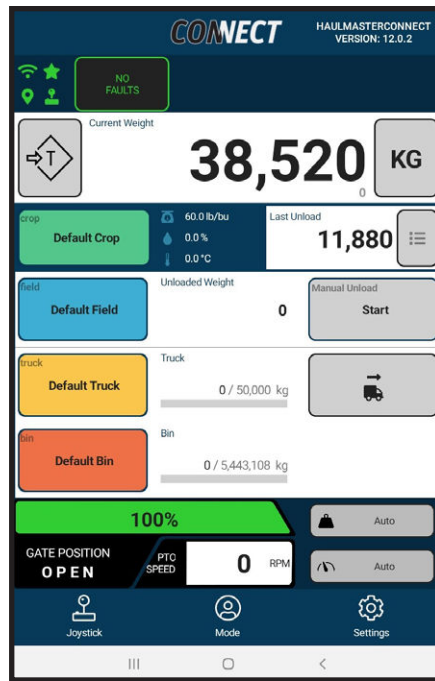 CONNECT
HAULMASTERCONNECT
VERSION: 12.0.2
NO
FAULTS
Current Weight
T
38,520
0
KG
crop
Default Crop
60.0 lb/bu
0.0 %
0.0 °C
Last Unload
11,880
field
Default Field
Unloaded Weight
0
Manual Unload
Start
truck
Default Truck
Truck
0 / 50,000 kg
bin
Default Bin
Bin
0 / 5,443,108 kg
100%
Auto
GATE POSITION
OPEN
PTO
SPEED
0
RPM
Auto
Joystick
Mode
Settings